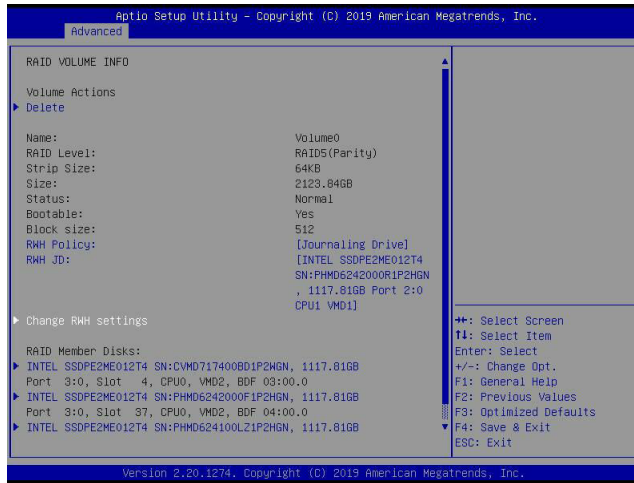 Aptio Setup Utility – Copyright (C) 2019 American Megatrends, Inc.
Advanced
RAID VOLUME INFO
Volume Actions
Delete
Name: Volume0
RAID Level: RAID5(Parity)
Strip Size: 64KB
Size: 2123.84GB
Status: Normal
Bootable: Yes
Block size: 512
RWH Policy: [Journaling Drive]
RWH JD: [INTEL SSDPE2ME012T4
SN:PHMD6242000R1P2HGN
, 1117.81GB Port 2:0
CPU1 VMD1]
Change RWH settings
RAID Member Disks:
INTEL SSDPE2ME012T4 SN:CVMD717400BD1P2WGN, 1117.81GB
Port 3:0, Slot 4, CPU0, VMD2, BDF 03:00.0
INTEL SSDPE2ME012T4 SN:PHMD6242000F1P2HGN, 1117.81GB
Port 3:0, Slot 37, CPU0, VMD2, BDF 04:00.0
INTEL SSDPE2ME012T4 SN:PHMD624100LZ1P2HGN, 1117.81GB
→←: Select Screen
↑↓: Select Item
Enter: Select
+/-: Change Opt.
F1: General Help
F2: Previous Values
F3: Optimized Defaults
F4: Save & Exit
ESC: Exit
Version 2.20.1274. Copyright (C) 2019 American Megatrends, Inc.